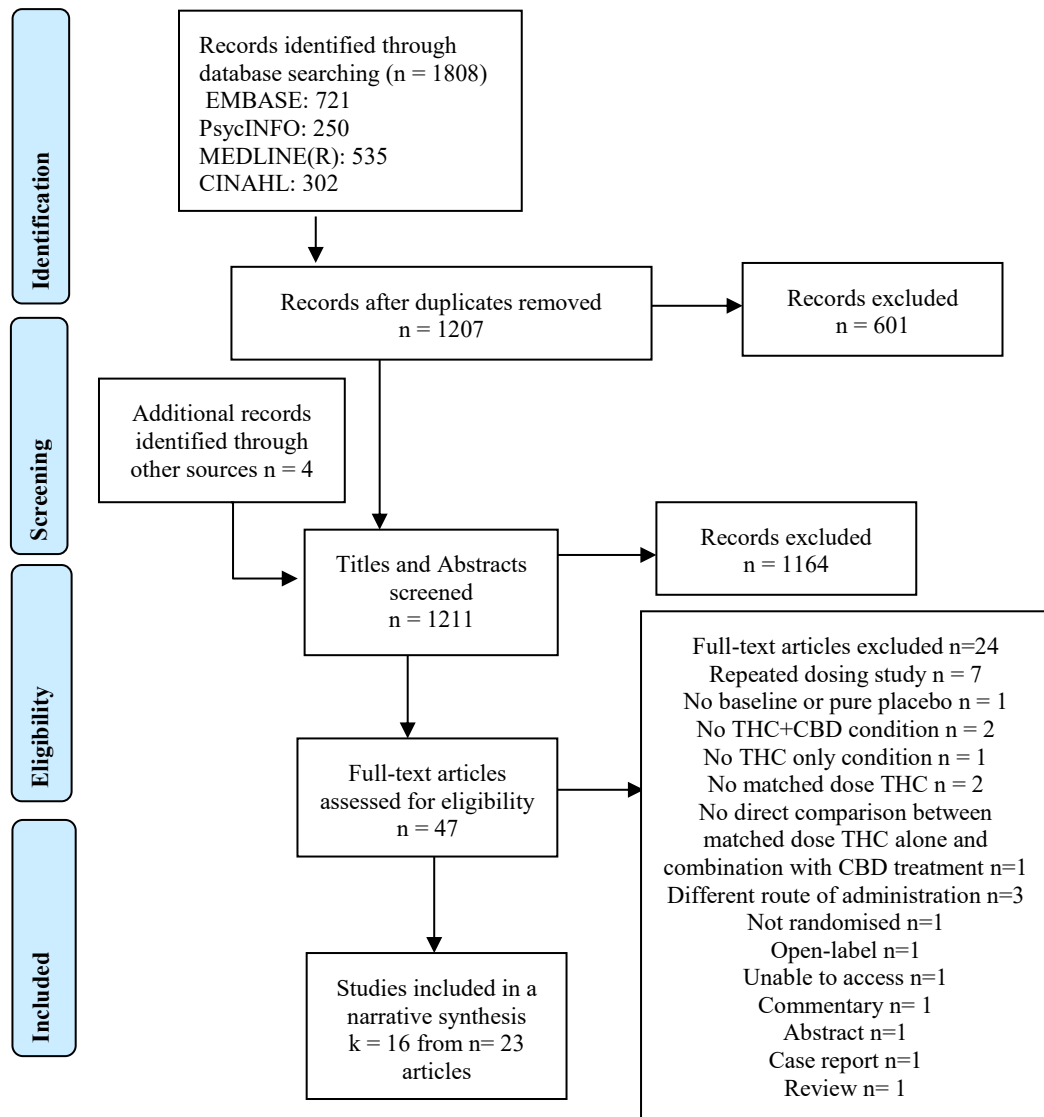 Identification
Records identified through
database searching (n = 1808)
EMBASE: 721
PsycINFO: 250
MEDLINE(R): 535
CINAHL: 302
Records after duplicates removed
n = 1207
Records excluded
n = 601
Screening
Additional records
identified through
other sources n = 4
Titles and Abstracts
screened
n = 1211
Records excluded
n = 1164
Eligibility
Full-text articles
assessed for eligibility
n = 47
Full-text articles excluded n=24
Repeated dosing study n = 7
No baseline or pure placebo n = 1
No THC+CBD condition n = 2
No THC only condition n = 1
No matched dose THC n = 2
No direct comparison between
matched dose THC alone and
combination with CBD treatment n=1
Different route of administration n=3
Not randomised n=1
Open-label n=1
Unable to access n=1
Commentary n= 1
Abstract n=1
Case report n=1
Review n= 1
Included
Studies included in a
narrative synthesis
k = 16 from n= 23
articles